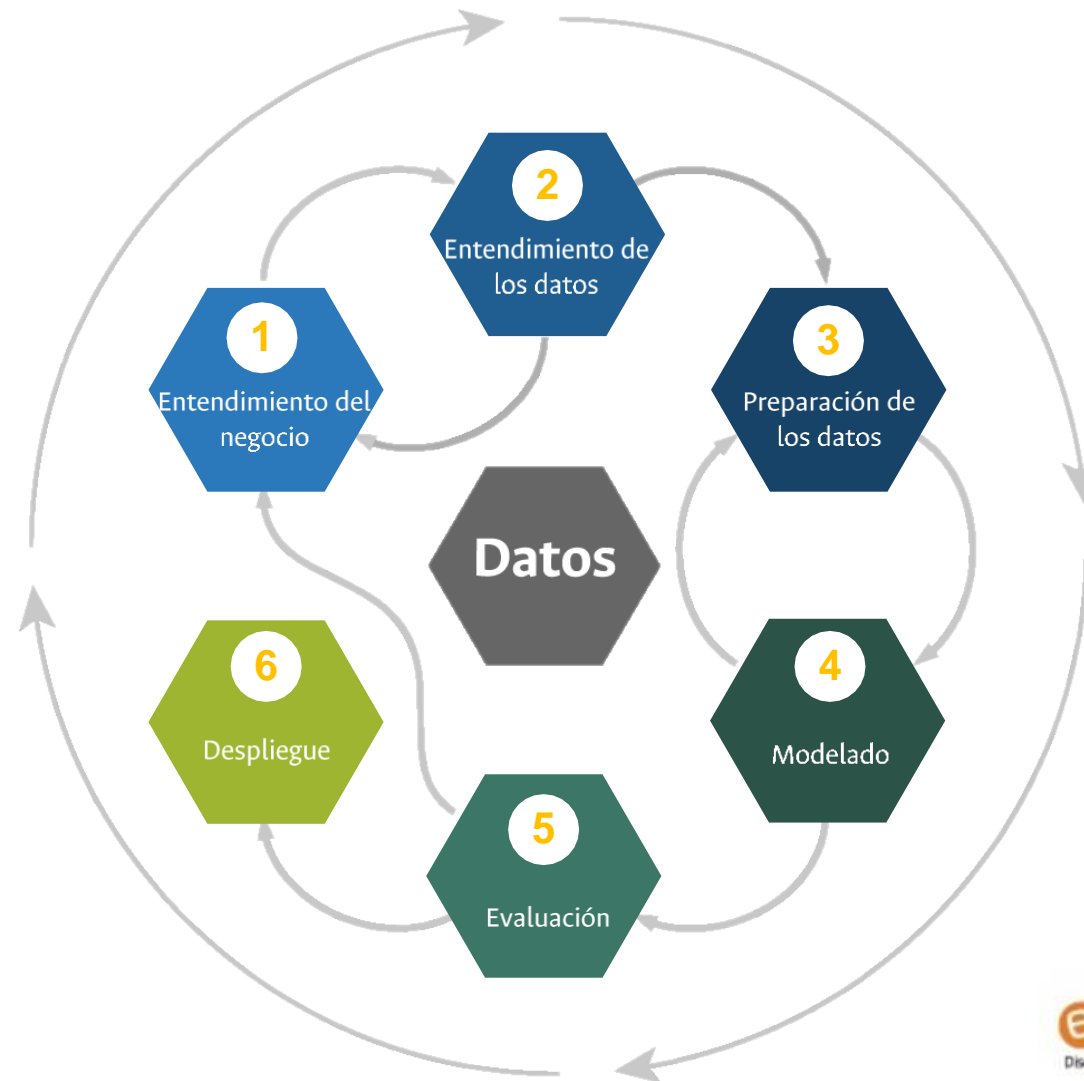 2
Entendimiento de
los datos
1
Entendimiento del
negocio
3
Preparación de
los datos
Datos
6
Despliegue
4
Modelado
5
Evaluación